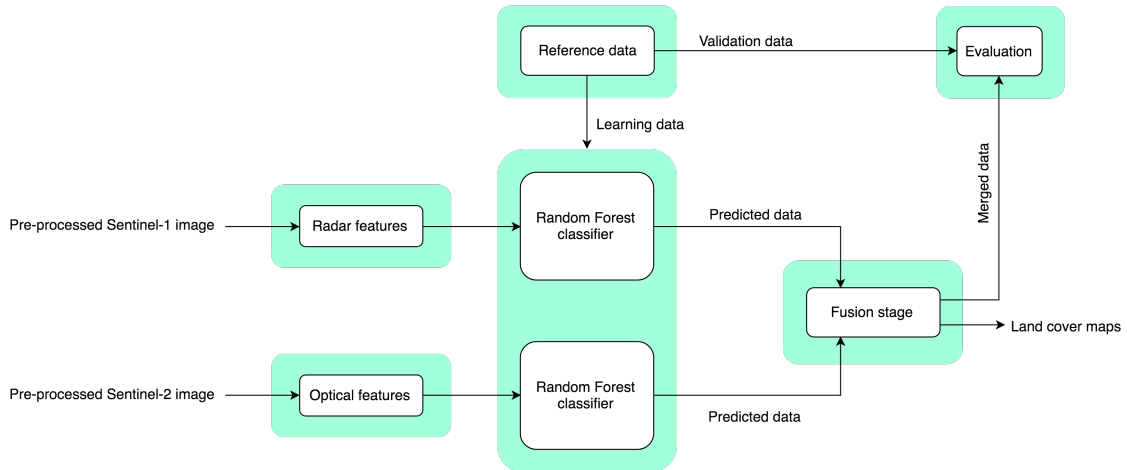 Reference data
Validation data
Evaluation
Learning data
Merged data
Pre-processed Sentinel-1 image
Radar features
Random Forest
classifier
Predicted data
Fusion stage
Land cover maps
Pre-processed Sentinel-2 image
Optical features
Random Forest
classifier
Predicted data